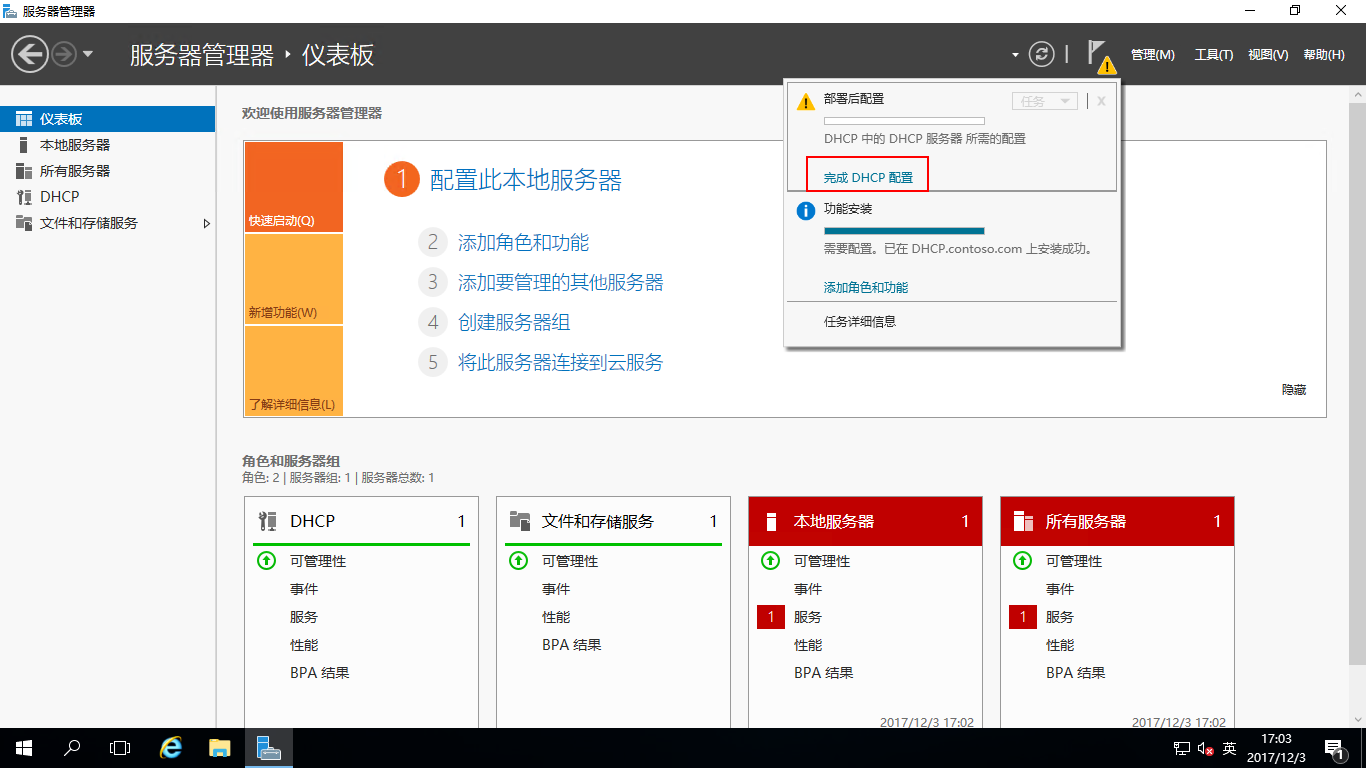 服务器管理器
服务器管理器 · 仪表板
管理(M) 工具(T) 视图(V) 帮助(H)
仪表板
本地服务器
所有服务器
DHCP
文件和存储服务
欢迎使用服务器管理器
快速启动(Q)
新增功能(W)
了解详细信息(L)
1 配置此本地服务器
2 添加角色和功能
3 添加要管理的其他服务器
4 创建服务器组
5 将此服务器连接到云服务
隐藏
部署后配置
任务
X
DHCP 中的 DHCP 服务器 所需的配置
完成 DHCP 配置
功能安装
需要配置。已在 DHCP.contoso.com 上安装成功。
添加角色和功能
任务详细信息
角色和服务器组
角色: 2 | 服务器组: 1 | 服务器总数: 1
DHCP 1
可管理性
事件
服务
性能
BPA 结果
文件和存储服务 1
可管理性
事件
性能
BPA 结果
本地服务器 1
可管理性
事件
1 服务
性能
BPA 结果
2017/12/3 17:02
所有服务器 1
可管理性
事件
1 服务
性能
BPA 结果
2017/12/3 17:02
英
17:03
2017/12/3
1